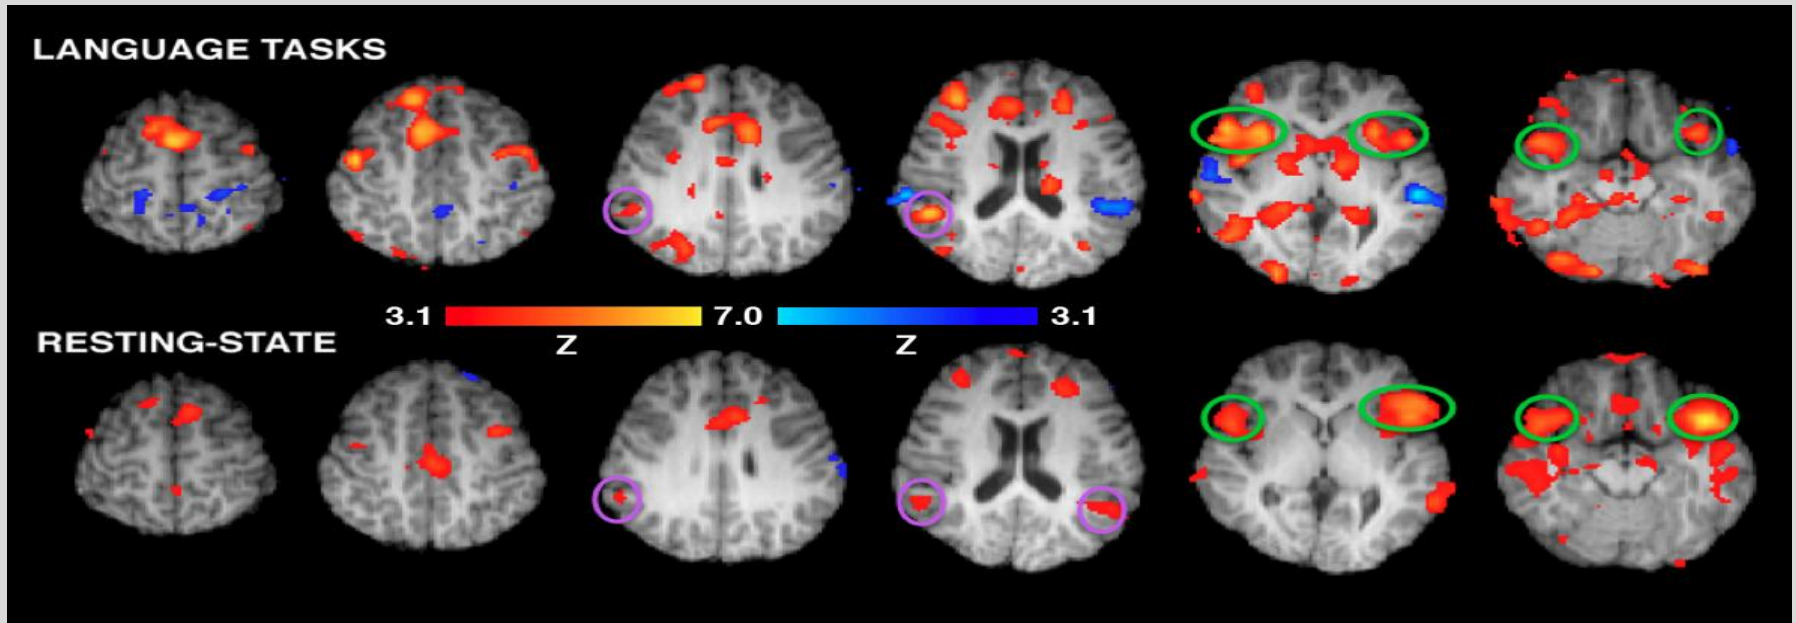 LANGUAGE TASKS
3.1 7.0 3.1
Z Z
RESTING-STATE